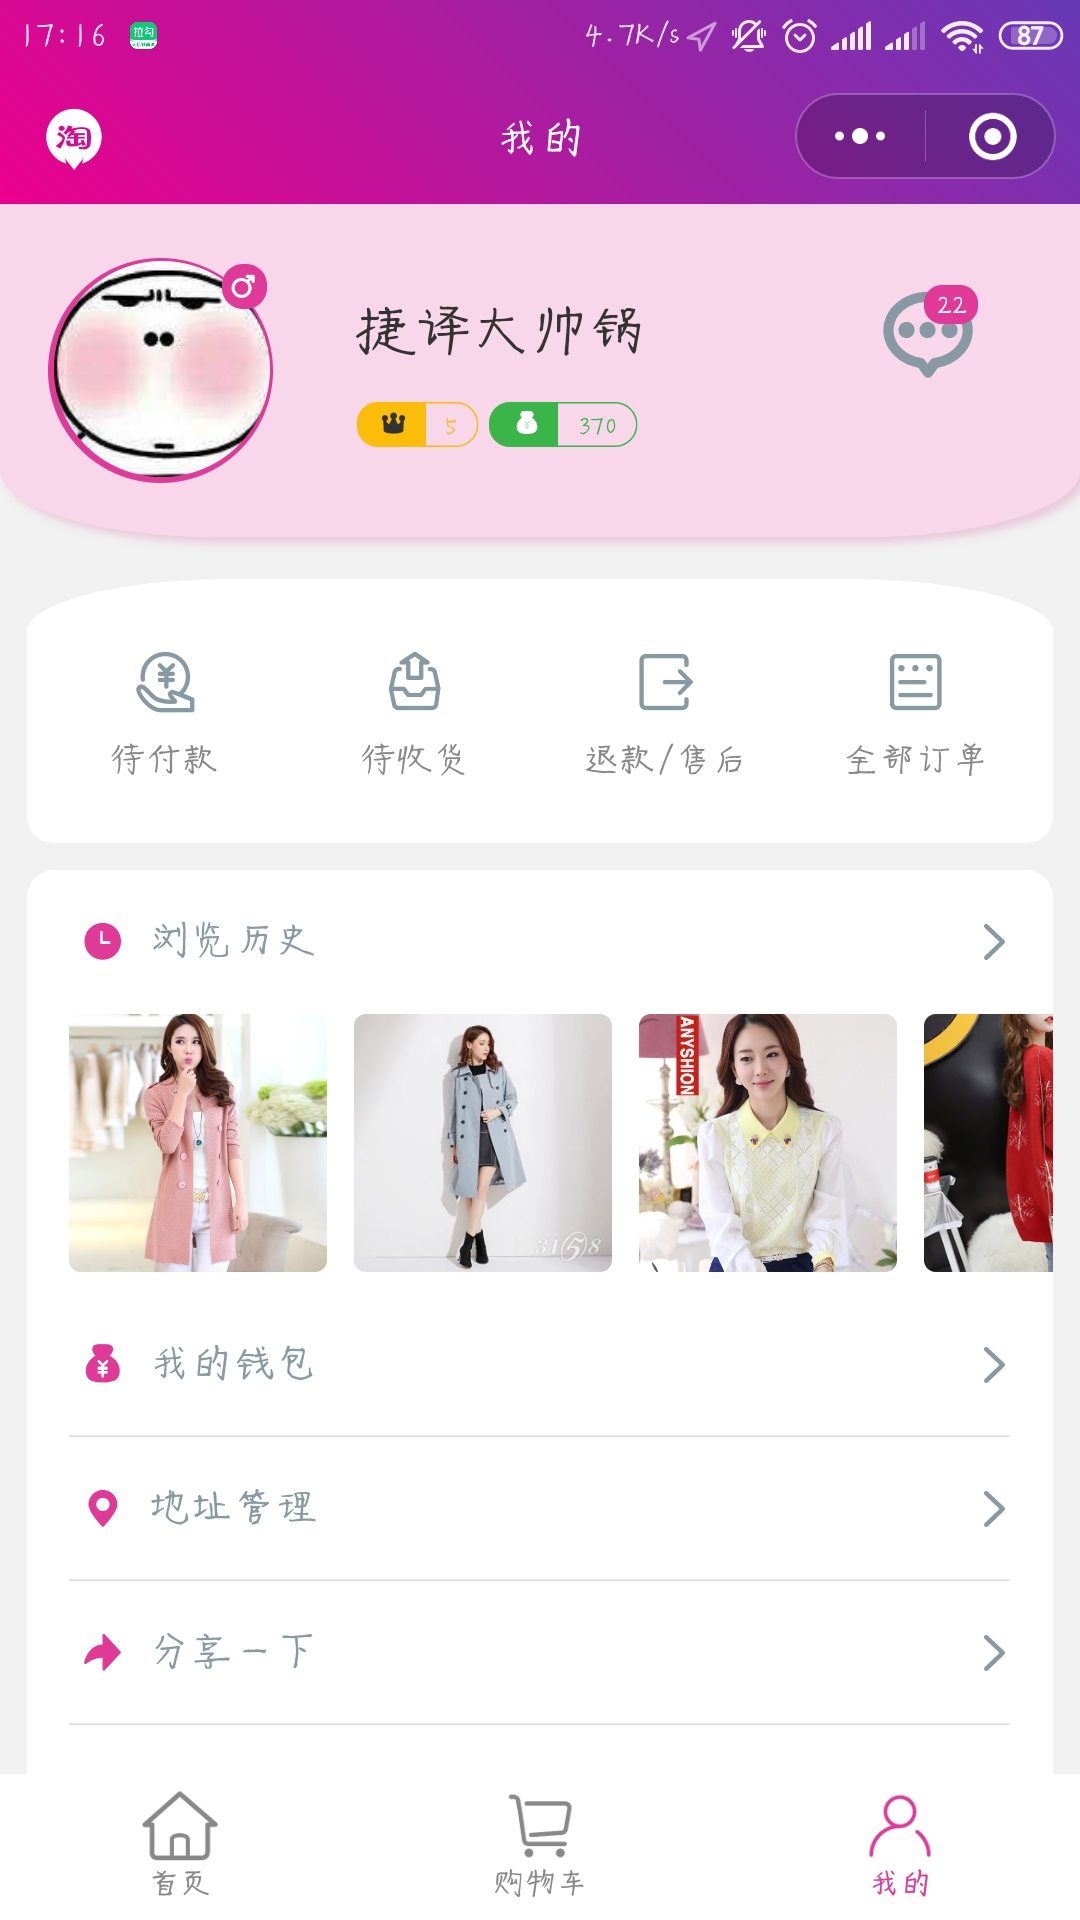 17:16
拉勾
4.7K/s
87
淘
我的
捷译大帅锅
22
5
370
待付款
待收货
退款/售后
全部订单
浏览历史
ANYSHION
3158
我的钱包
地址管理
分享一下
首页
购物车
我的